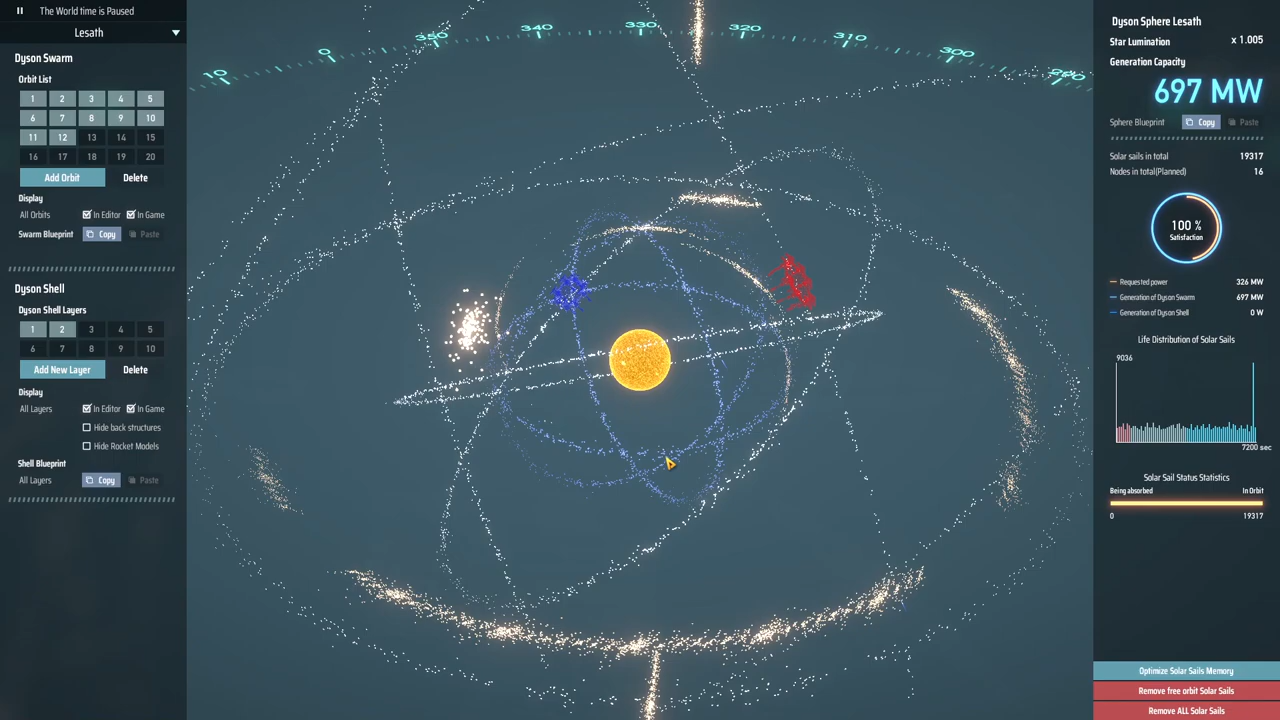 The World time is Paused
Lesath
Dyson Swarm
Orbit List
1 2 3 4 5
6 7 8 9 10
11 12 13 14 15
16 17 18 19 20
Add Orbit Delete
Display
All Orbits In Editor In Game
Swarm Blueprint Copy Paste
Dyson Shell
Dyson Shell Layers
1 2 3 4 5
6 7 8 9 10
Add New Layer Delete
Display
All Layers In Editor In Game
Hide back structures
Hide Rocket Models
Shell Blueprint
All Layers Copy Paste
10 0 350 340 330 320 310 300 290
Dyson Sphere Lesath
Star Lumination x 1.005
Generation Capacity
697 MW
Sphere Blueprint Copy Paste
Solar sails in total 19317
Nodes in total(Planned) 16
100 %
Satisfaction
Requested power 326 MW
Generation of Dyson Swarm 697 MW
Generation of Dyson Shell 0 W
Life Distribution of Solar Sails
9036
7200 sec
Solar Sail Status Statistics
Being absorbed In Orbit
0 19317
Optimize Solar Sails Memory
Remove free orbit Solar Sails
Remove ALL Solar Sails